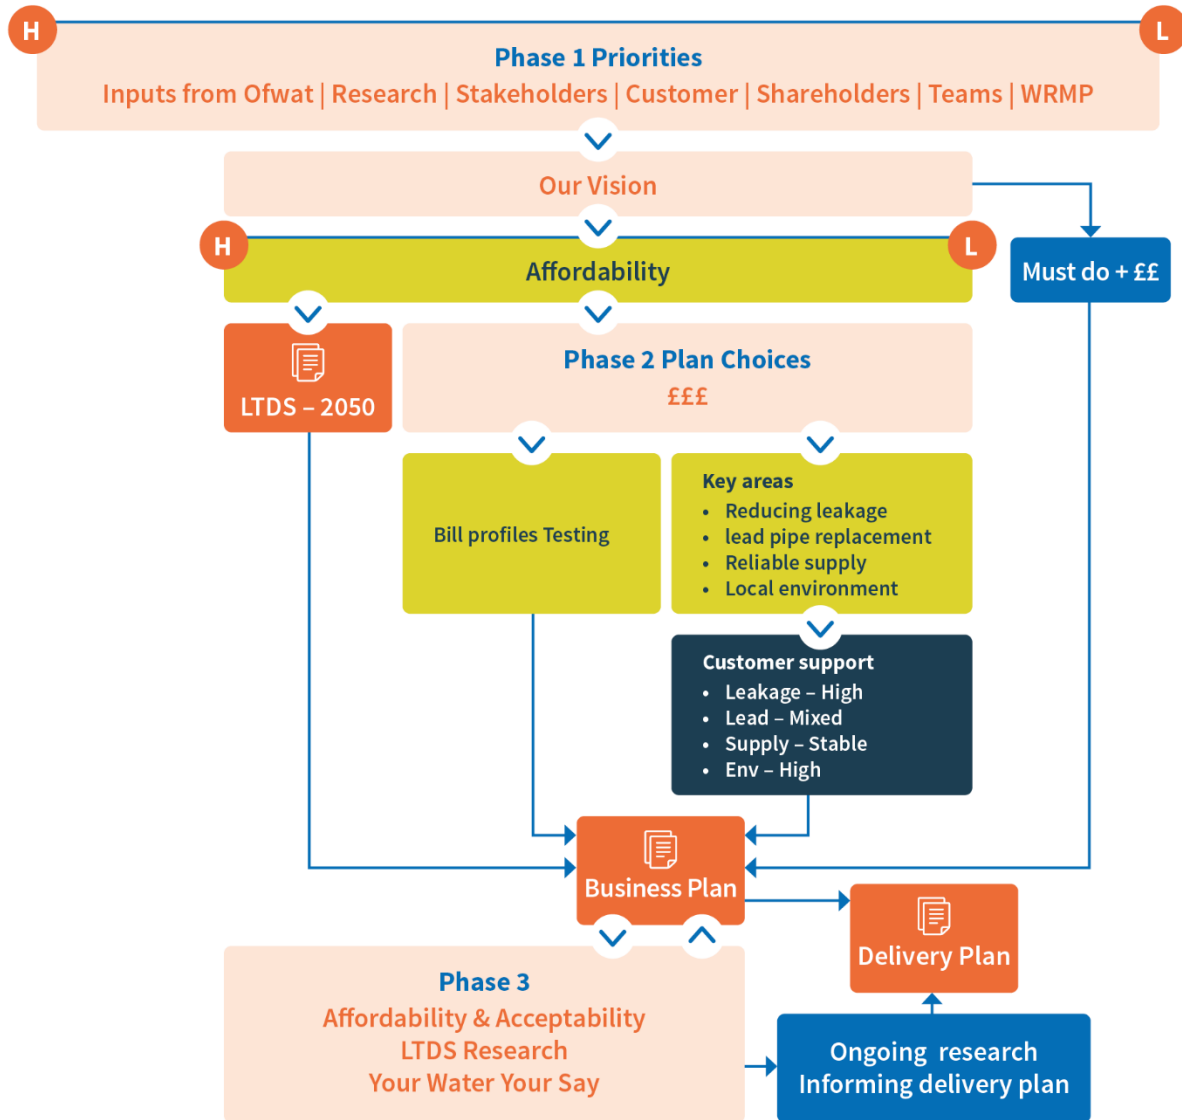 H
L
Phase 1 Priorities
Inputs from Ofwat | Research | Stakeholders | Customer | Shareholders | Teams | WRMP
Our Vision
H
L
Affordability
Must do + ££
LTDS – 2050
Phase 2 Plan Choices
£££
Bill profiles Testing
Key areas
• Reducing leakage
• lead pipe replacement
• Reliable supply
• Local environment
Customer support
• Leakage – High
• Lead – Mixed
• Supply – Stable
• Env – High
Business Plan
Delivery Plan
Phase 3
Affordability & Acceptability
LTDS Research
Your Water Your Say
Ongoing research
Informing delivery plan